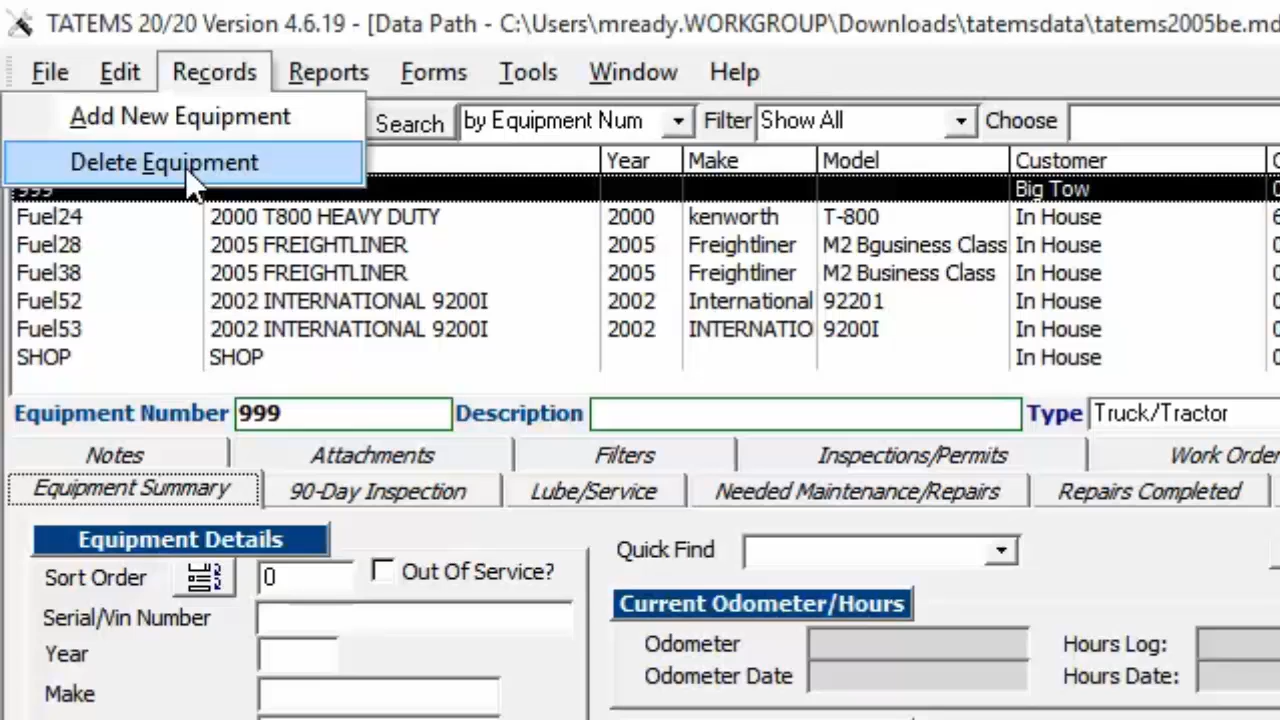 TATEMS 20/20 Version 4.6.19 - [Data Path - C:\Users\mready.WORKGROUP\Downloads\tatemsdata\tatems2005be.md
File Edit Records Reports Forms Tools Window Help
Add New Equipment
Delete Equipment
Search by Equipment Num Filter Show All Choose
Year Make Model Customer
999 Big Tow
Fuel24 2000 T800 HEAVY DUTY 2000 kenworth T-800 In House
Fuel28 2005 FREIGHTLINER 2005 Freightliner M2 Bgusiness Class In House
Fuel38 2005 FREIGHTLINER 2005 Freightliner M2 Business Class In House
Fuel52 2002 INTERNATIONAL 9200I 2002 International 92201 In House
Fuel53 2002 INTERNATIONAL 9200I 2002 INTERNATIO 9200I In House
SHOP SHOP In House
Equipment Number 999 Description Type Truck/Tractor
Notes Attachments Filters Inspections/Permits Work Order
Equipment Summary 90-Day Inspection Lube/Service Needed Maintenance/Repairs Repairs Completed
Equipment Details
Sort Order 0 Out Of Service?
Serial/Vin Number
Year
Make
Quick Find
Current Odometer/Hours
Odometer Hours Log:
Odometer Date Hours Date: